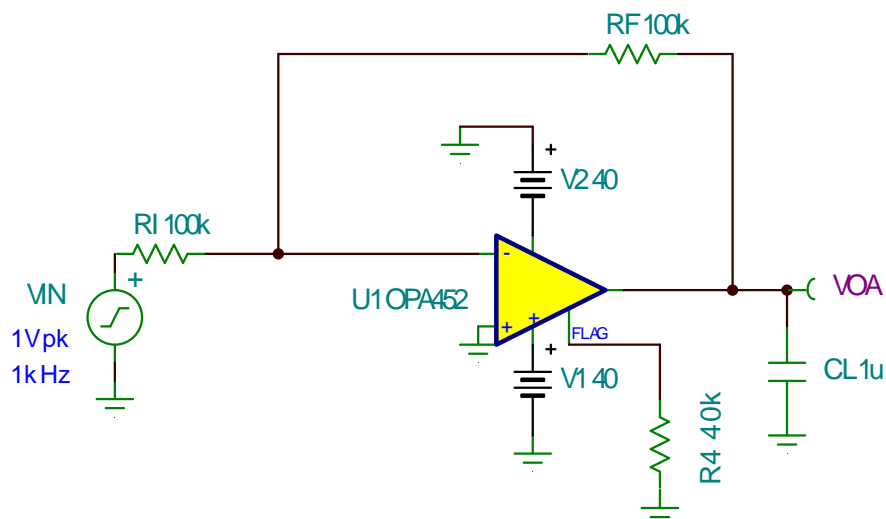 RF 100k
+
V2 40
RI 100k
+
-
VIN
U1 OPA452
VOA
1Vpk
+
+
FLAG
+
1kHz
V1 40
CL 1u
R4 40k